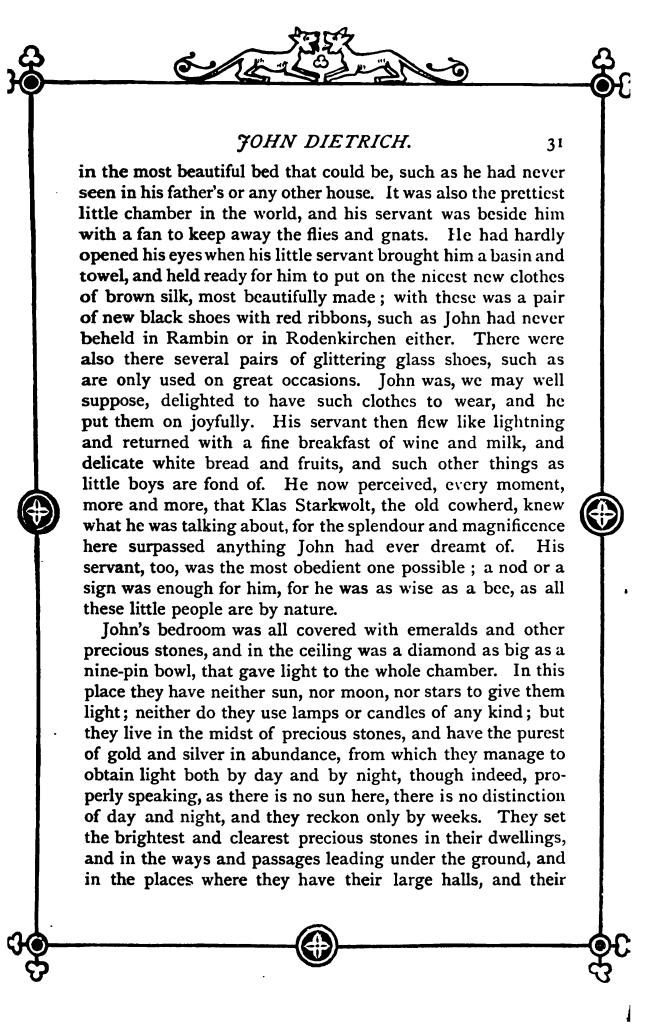 JOHN DIETRICH. 31
in the most beautiful bed that could be, such as he had never
seen in his father's or any other house. It was also the prettiest
little chamber in the world, and his servant was beside him
with a fan to keep away the flies and gnats. He had hardly
opened his eyes when his little servant brought him a basin and
towel, and held ready for him to put on the nicest new clothes
of brown silk, most beautifully made ; with these was a pair
of new black shoes with red ribbons, such as John had never
beheld in Rambin or in Rodenkirchen either. There were
also there several pairs of glittering glass shoes, such as
are only used on great occasions. John was, we may well
suppose, delighted to have such clothes to wear, and he
put them on joyfully. His servant then flew like lightning
and returned with a fine breakfast of wine and milk, and
delicate white bread and fruits, and such other things as
little boys are fond of. He now perceived, every moment,
more and more, that Klas Starkwolt, the old cowherd, knew
what he was talking about, for the splendour and magnificence
here surpassed anything John had ever dreamt of. His
servant, too, was the most obedient one possible ; a nod or a
sign was enough for him, for he was as wise as a bee, as all
these little people are by nature.
John's bedroom was all covered with emeralds and other
precious stones, and in the ceiling was a diamond as big as a
nine-pin bowl, that gave light to the whole chamber. In this
place they have neither sun, nor moon, nor stars to give them
light ; neither do they use lamps or candles of any kind ; but
they live in the midst of precious stones, and have the purest
of gold and silver in abundance, from which they manage to
obtain light both by day and by night, though indeed, pro-
perly speaking, as there is no sun here, there is no distinction
of day and night, and they reckon only by weeks. They set
the brightest and clearest precious stones in their dwellings,
and in the ways and passages leading under the ground, and
in the places where they have their large halls, and their